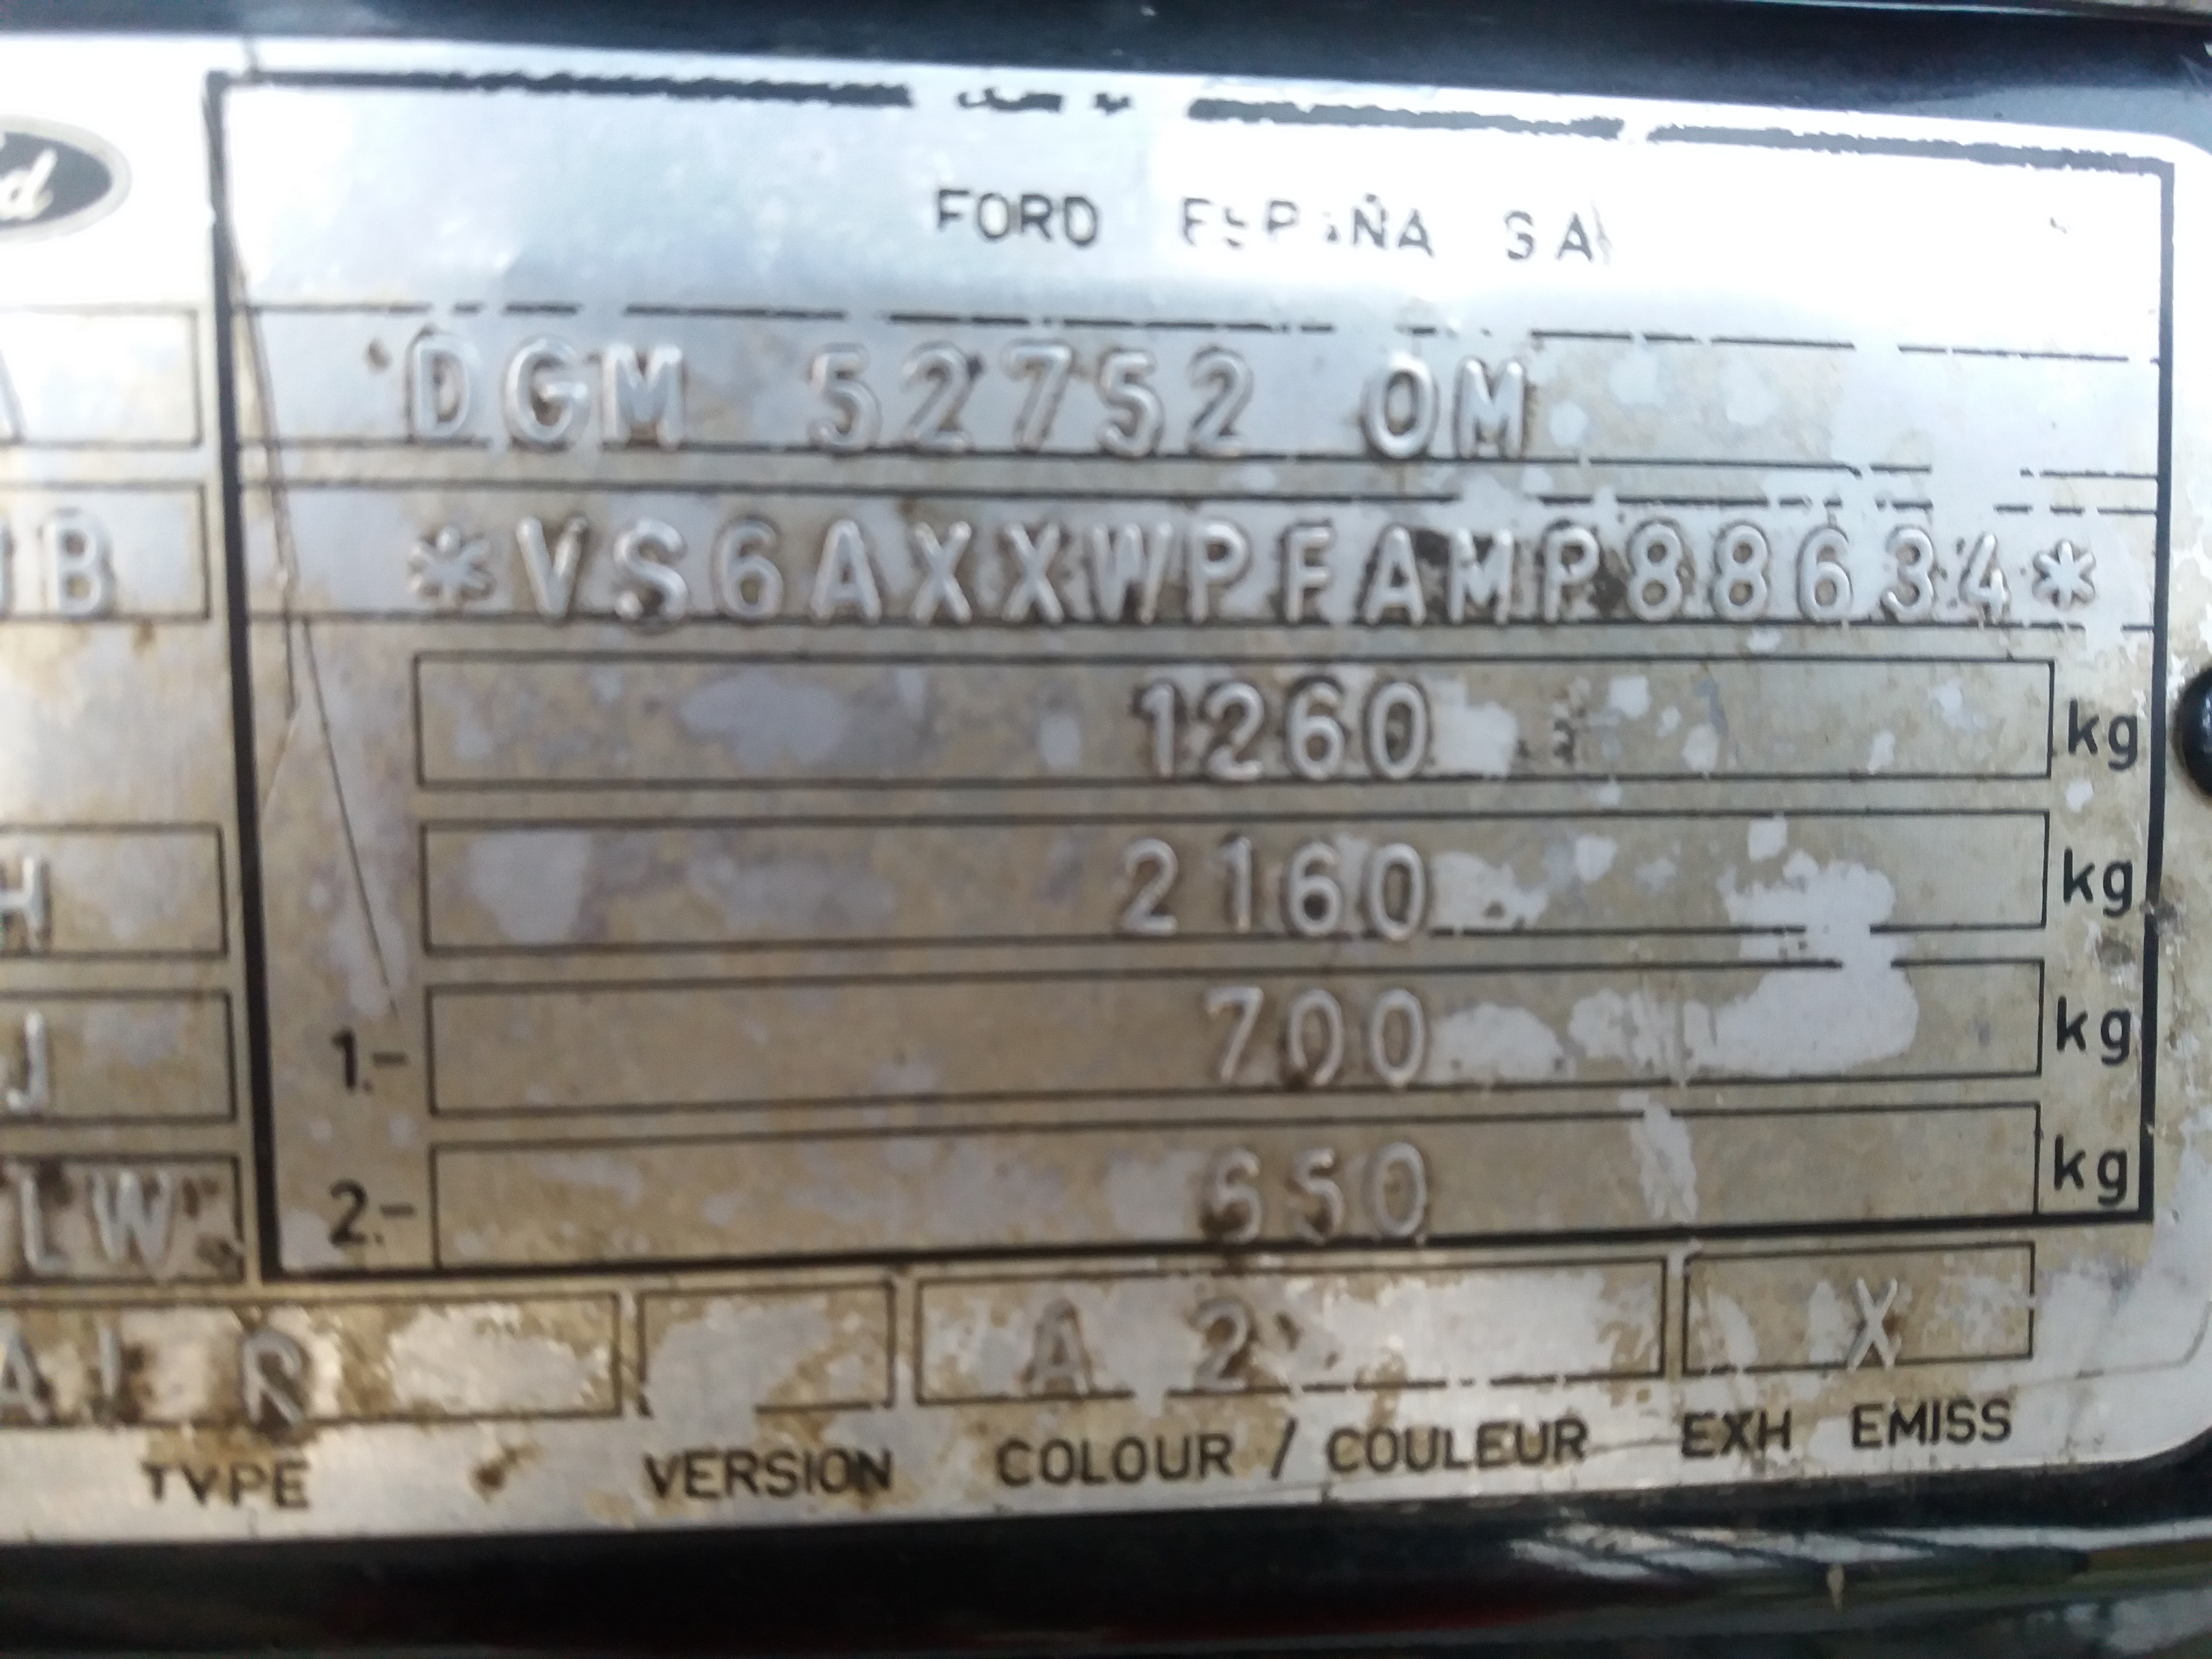 FORD ESPAÑA SA
DGM 52752 OM
*VS6AXXWPFAMP88634*
B
1260 kg
2160 kg
H
1.- 700 kg
J
2.- 650 kg
LW
A I R A 2 X
TYPE VERSION COLOUR / COULEUR EXH EMISS